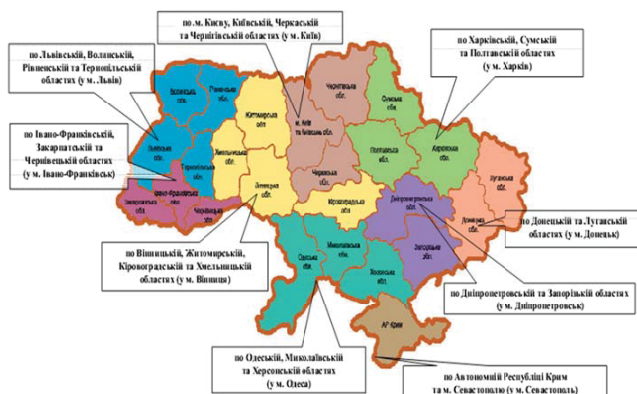 по м. Києву, Київській, Черкаській
та Чернігівській областях (у м. Київ)
по Львівській, Волинській,
Рівненській та Тернопільській
областях (у м. Львів)
по Харківській, Сумській
та Полтавській областях
(у м. Харків)
по Івано-Франківській,
Закарпатській та
Чернівецькій областях
(у м. Івано-Франківськ)
по Вінницькій, Житомирській,
Кіровоградській та Хмельницькій
областях (у м. Вінниця)
по Донецькій та Луганській
областях (у м. Донецьк)
по Дніпропетровській та Запорізькій областях
(у м. Дніпропетровськ)
по Одеській, Миколаївській
та Херсонській областях
(у м. Одеса)
по Автономній Республіці Крим
та м. Севастополю (у м. Севастополь)
Волинська
обл.
Рівненська
обл.
Житомирська
обл.
Чернігівська
обл.
Сумська
обл.
м. Київ
та Київська обл.
Львівська
обл.
Тернопільська
обл.
Хмельницька
обл.
Полтавська
обл.
Харківська
обл.
Луганська
обл.
Черкаська
обл.
Вінницька
обл.
Івано-Франківська
обл.
Закарпатська
обл.
Чернівецька
обл.
Кіровоградська
обл.
Дніпропетровська
обл.
Донецька
обл.
Запорізька
обл.
Одеська
обл.
Миколаївська
обл.
Херсонська
обл.
АР Крим